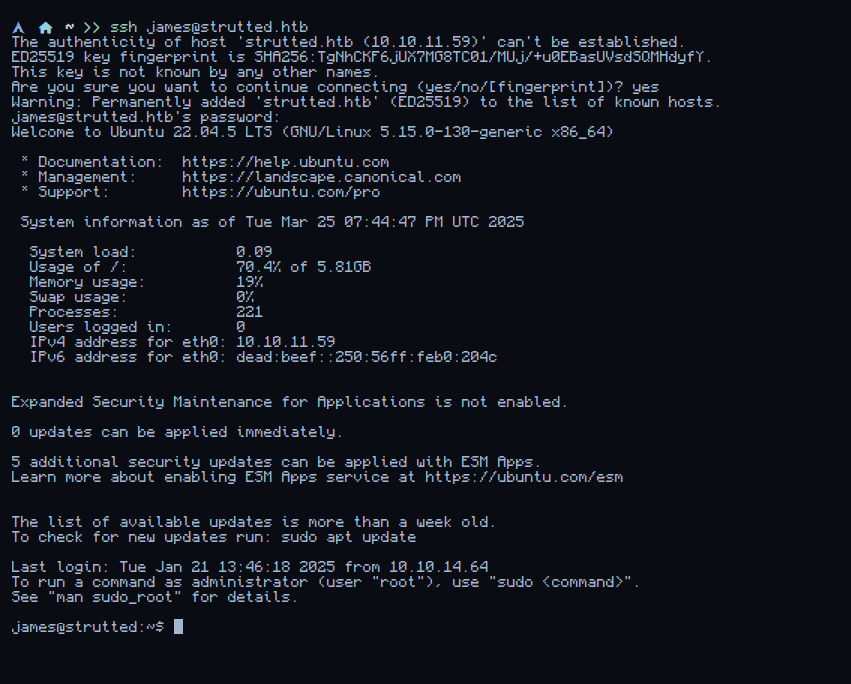 ~ >> ssh james@strutted.htb
The authenticity of host 'strutted.htb (10.10.11.59)' can't be established.
ED25519 key fingerprint is SHA256:TgNhCKF6jUX7MG8TC01/MUj/+u0EBasUVsdSQMHdyfY.
This key is not known by any other names.
Are you sure you want to continue connecting (yes/no/[fingerprint])? yes
Warning: Permanently added 'strutted.htb' (ED25519) to the list of known hosts.
james@strutted.htb's password:
Welcome to Ubuntu 22.04.5 LTS (GNU/Linux 5.15.0-130-generic x86_64)
* Documentation: https://help.ubuntu.com
* Management: https://landscape.canonical.com
* Support: https://ubuntu.com/pro
System information as of Tue Mar 25 07:44:47 PM UTC 2025
System load: 0.09
Usage of /: 70.4% of 5.81GB
Memory usage: 19%
Swap usage: 0%
Processes: 221
Users logged in: 0
IPv4 address for eth0: 10.10.11.59
IPv6 address for eth0: dead:beef::250:56ff:feb0:204c
Expanded Security Maintenance for Applications is not enabled.
0 updates can be applied immediately.
5 additional security updates can be applied with ESM Apps.
Learn more about enabling ESM Apps service at https://ubuntu.com/esm
The list of available updates is more than a week old.
To check for new updates run: sudo apt update
Last login: Tue Jan 21 13:46:18 2025 from 10.10.14.64
To run a command as administrator (user "root"), use "sudo <command>".
See "man sudo_root" for details.
james@strutted:~$